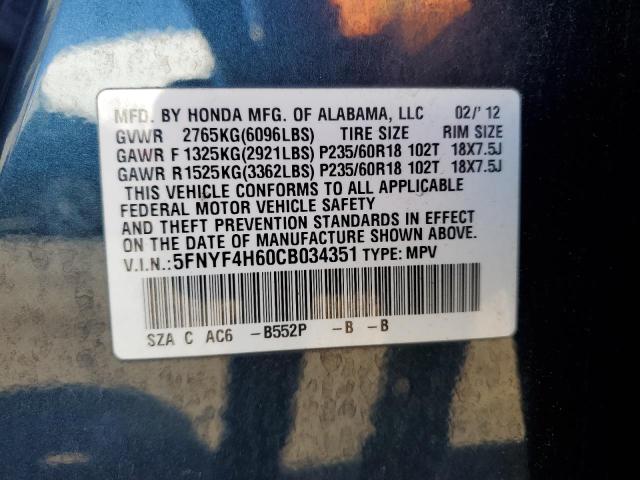 MFD. BY HONDA MFG. OF ALABAMA, LLC 02/'12
GVWR 2765KG(6096LBS) TIRE SIZE RIM SIZE
GAWR F 1325KG(2921LBS) P235/60R18 102T 18X7.5J
GAWR R1525KG(3362LBS) P235/60R18 102T 18X7.5J
THIS VEHICLE CONFORMS TO ALL APPLICABLE
FEDERAL MOTOR VEHICLE SAFETY
AND THEFT PREVENTION STANDARDS IN EFFECT
ON THE DATE OF MANUFACTURE SHOWN ABOVE.
V.I.N.: 5FNYF4H60CB034351 TYPE: MPV
SZA C AC6 -B552P -B -B